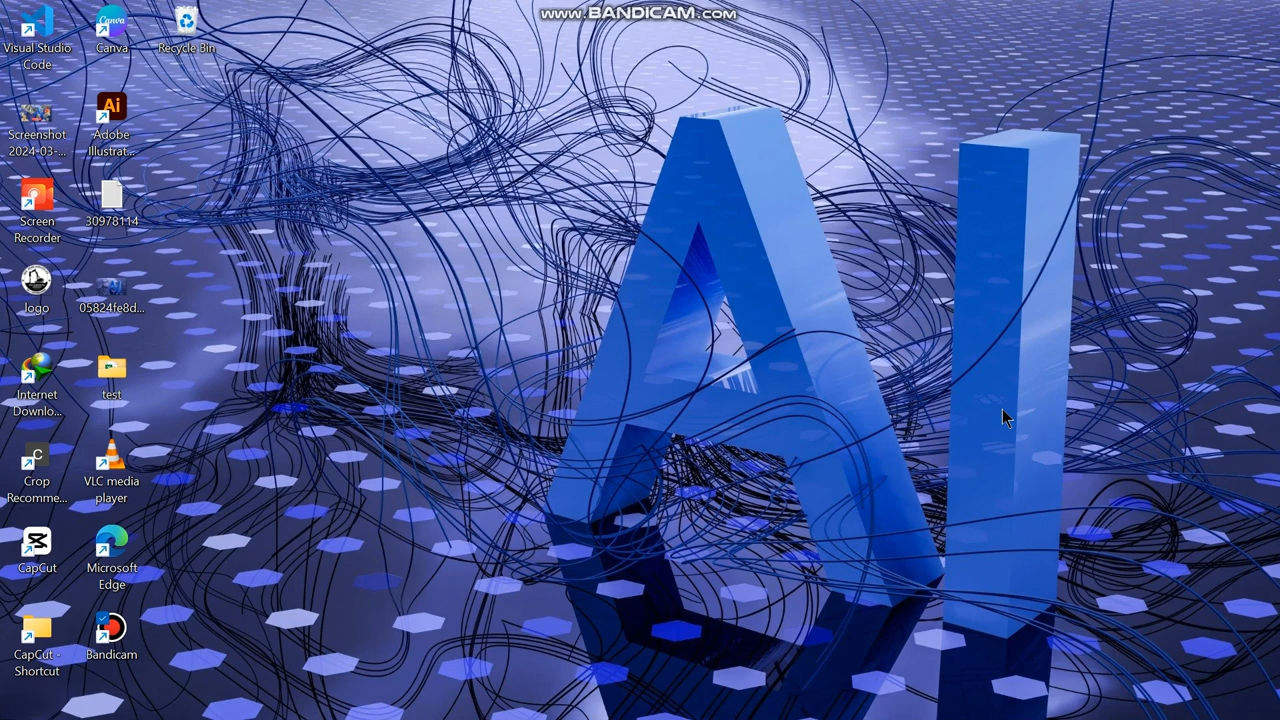 www.BANDICAM.com
Visual Studio
Code
Canva
Recycle Bin
Screenshot
2024-03-...
Ai
Adobe
Illustrat...
Screen
Recorder
30978114
logo
05824fe8d...
Internet
Downlo...
test
C
Crop
Recomme...
VLC media
player
CapCut
Microsoft
Edge
CapCut -
Shortcut
Bandicam
AI